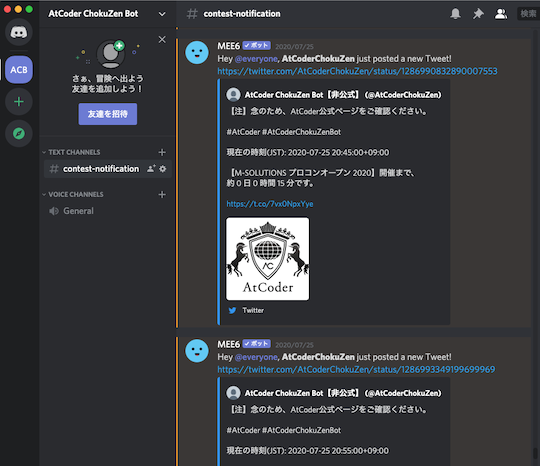 AtCoder ChokuZen Bot
contest-notification
検索
ACB
さぁ、冒険へ出よう
友達を追加しよう！
友達を招待
TEXT CHANNELS
contest-notification
VOICE CHANNELS
General
MEE6 ✓ボット 2020/07/25
Hey @everyone, AtCoderChokuZen just posted a new Tweet!
https://twitter.com/AtCoderChokuZen/status/1286990832890007553
AtCoder ChokuZen Bot【非公式】 (@AtCoderChokuZen)
【注】念のため、AtCoder公式ページをご確認ください。
#AtCoder #AtCoderChokuZenBot
現在の時刻(JST): 2020-07-25 20:45:00+09:00
【M-SOLUTIONS プロコンオープン 2020】開催まで、
約 0 日 0 時間 15 分です。
https://t.co/7vx0NpxYye
AC
AtCoder
Twitter
MEE6 ✓ボット 2020/07/25
Hey @everyone, AtCoderChokuZen just posted a new Tweet!
https://twitter.com/AtCoderChokuZen/status/1286993349199699969
AtCoder ChokuZen Bot【非公式】 (@AtCoderChokuZen)
【注】念のため、AtCoder公式ページをご確認ください。
#AtCoder #AtCoderChokuZenBot
現在の時刻(JST): 2020-07-25 20:55:00+09:00